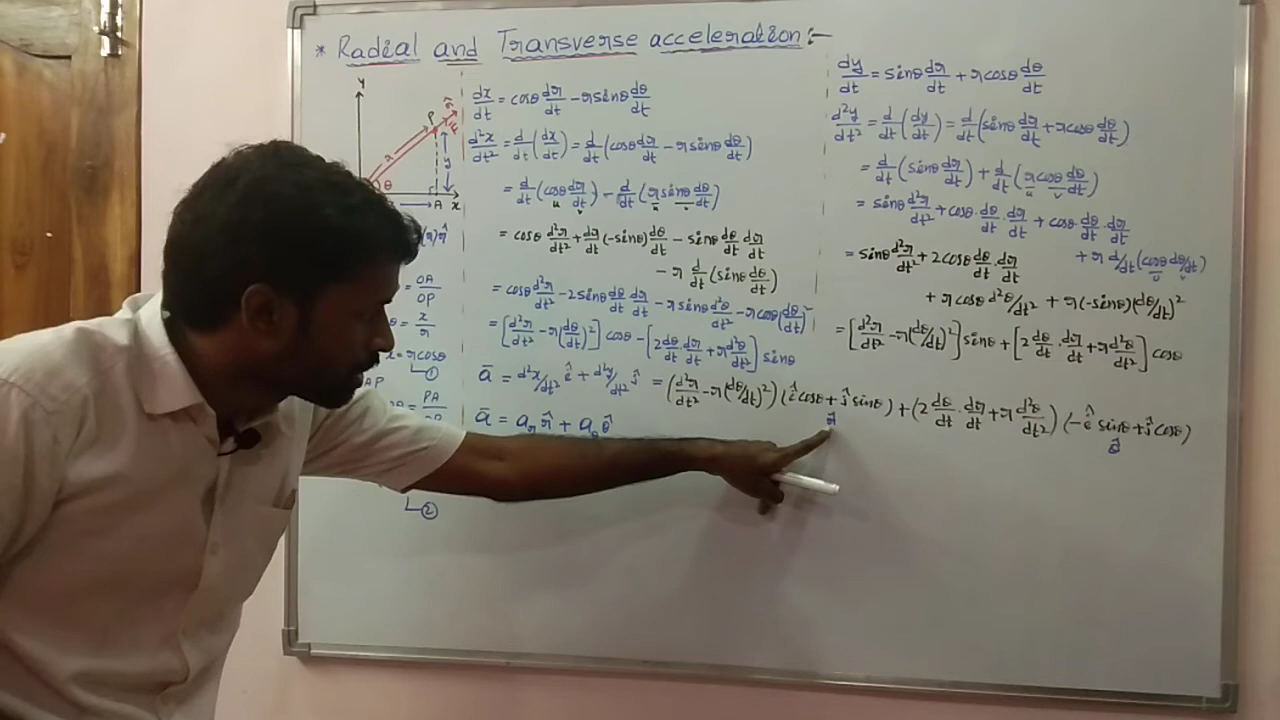 * Radial and Transverse acceleration :-
y
r̂
P
r
y
θ
A x
(r) r̂
= OA/OP
θ = x/r
x = r cosθ
①
AP
θ = PA/
②
dx/dt = cosθ dr/dt - r sinθ dθ/dt
d²x/dt² = d/dt (dx/dt) = d/dt (cosθ dr/dt - r sinθ dθ/dt)
= d/dt (cosθ dr/dt) - d/dt (r sinθ dθ/dt)
u v u v
= cosθ d²r/dt² + dr/dt (-sinθ) dθ/dt - sinθ dθ/dt dr/dt
- r d/dt (sinθ dθ/dt)
= cosθ d²r/dt² - 2 sinθ dθ/dt dr/dt - r sinθ d²θ/dt² - r cosθ (dθ/dt)²
= [d²r/dt² - r (dθ/dt)²] cosθ - [2 dθ/dt . dr/dt + r d²θ/dt²] sinθ
dy/dt = sinθ dr/dt + r cosθ dθ/dt
d²y/dt² = d/dt (dy/dt) = d/dt (sinθ dr/dt + r cosθ dθ/dt)
= d/dt (sinθ dr/dt) + d/dt (r cosθ dθ/dt)
u v
= sinθ d²r/dt² + cosθ . dθ/dt . dr/dt + cosθ dθ/dt . dr/dt
+ r d/dt (cosθ dθ/dt)
u v
= sinθ d²r/dt² + 2 cosθ dθ/dt . dr/dt
+ r cosθ d²θ/dt² + r (-sinθ) (dθ/dt)²
= [d²r/dt² - r (dθ/dt)²] sinθ + [2 dθ/dt . dr/dt + r d²θ/dt²] cosθ
ā = d²x/dt² î + d²y/dt² ĵ = (d²r/dt² - r (dθ/dt)²) (î cosθ + ĵ sinθ) + (2 dθ/dt . dr/dt + r d²θ/dt²) (-î sinθ + ĵ cosθ)
r̂ θ̂
ā = aᵣ r̂ + a_θ θ̂